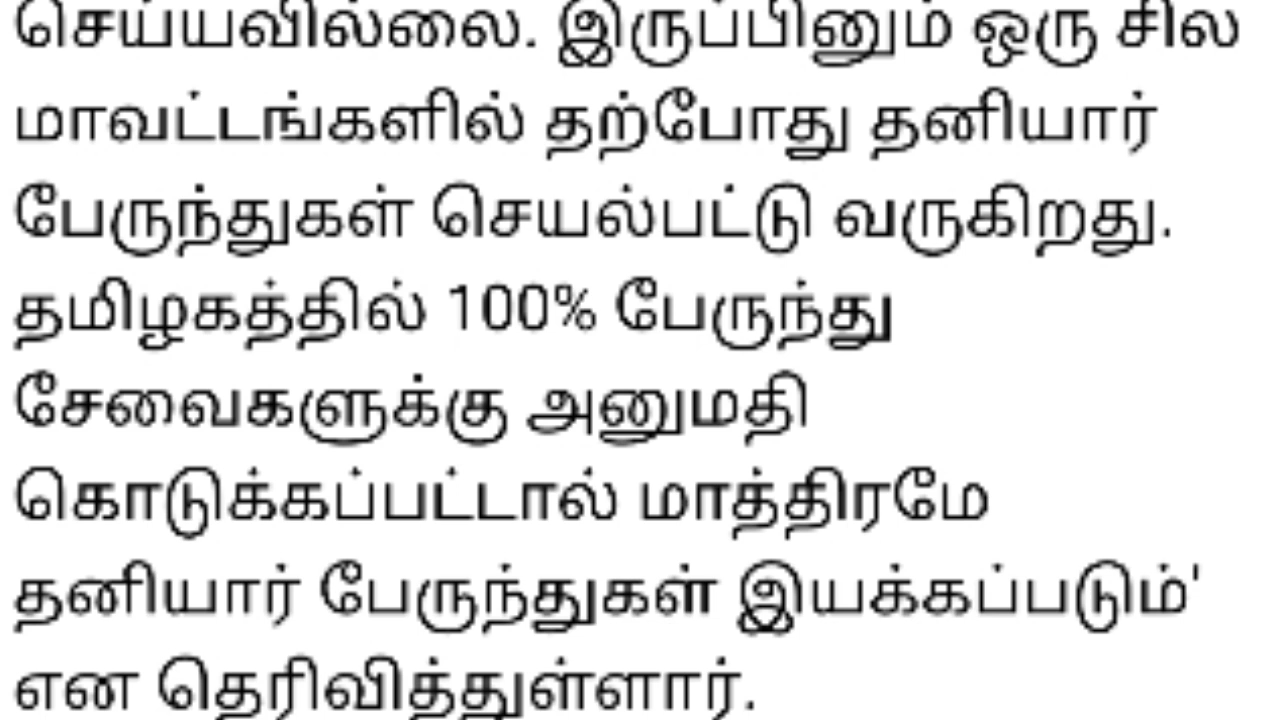 செய்யவில்லை. இருப்பினும் ஒரு சில
மாவட்டங்களில் தற்போது தனியார்
பேருந்துகள் செயல்பட்டு வருகிறது.
தமிழகத்தில் 100% பேருந்து
சேவைகளுக்கு அனுமதி
கொடுக்கப்பட்டால் மாத்திரமே
தனியார் பேருந்துகள் இயக்கப்படும்'
என தெரிவித்துள்ளார்.